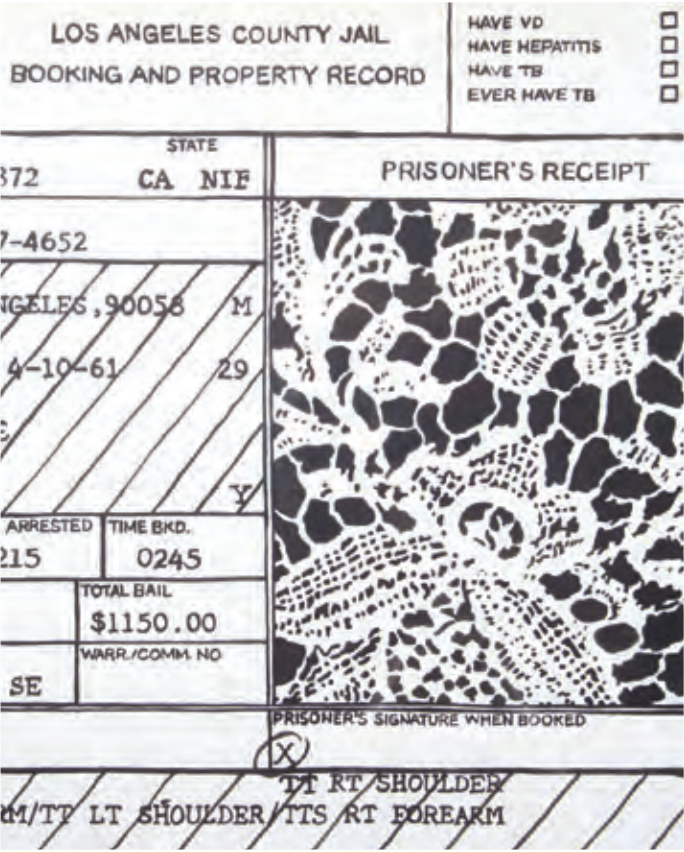 LOS ANGELES COUNTY JAIL
BOOKING AND PROPERTY RECORD
HAVE VD
HAVE HEPATITIS
HAVE TB
EVER HAVE TB
STATE
372 CA NIF
PRISONER'S RECEIPT
7-4652
NGELES,90058 M
4-10-61 29
Y
ARRESTED TIME BKD.
215 0245
TOTAL BAIL
$1150.00
WARR./COMM. NO
SE
PRISONER'S SIGNATURE WHEN BOOKED
X
TT RT SHOULDER
RM/TT LT SHOULDER/TTS RT FOREARM